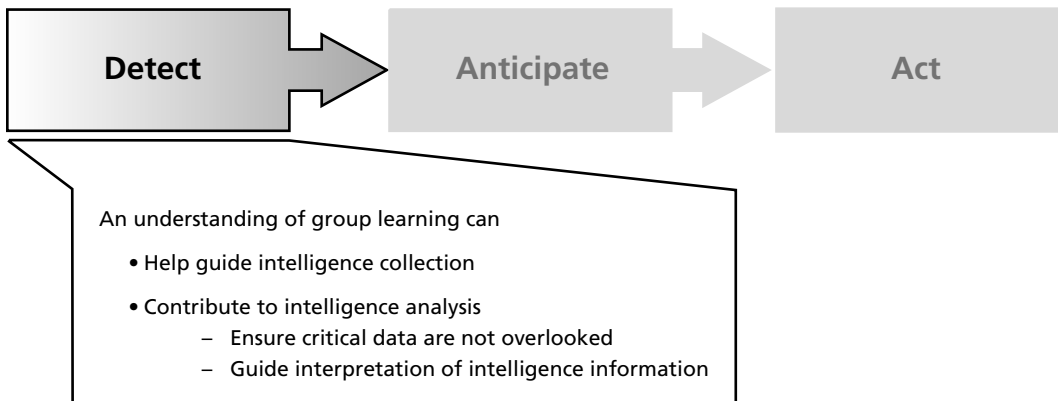 Detect
Anticipate
Act
An understanding of group learning can
• Help guide intelligence collection
• Contribute to intelligence analysis
– Ensure critical data are not overlooked
– Guide interpretation of intelligence information